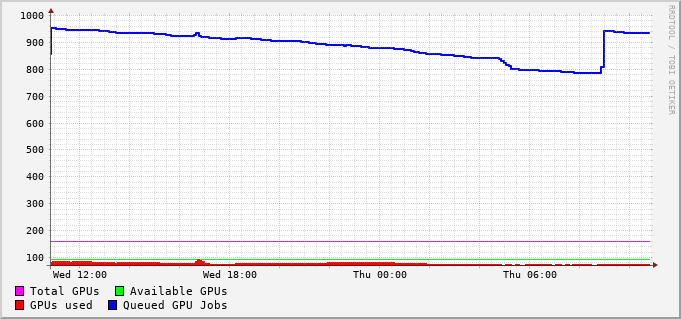 1000
900
800
700
600
500
400
300
200
100
Wed 12:00 Wed 18:00 Thu 00:00 Thu 06:00
Total GPUs Available GPUs
GPUs used Queued GPU Jobs
RRDTOOL / TOBI OETIKER